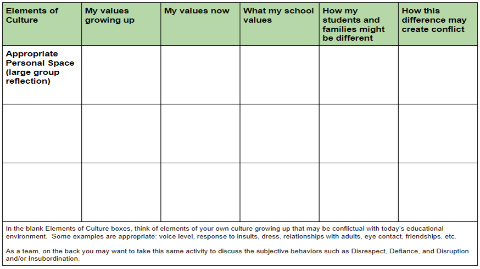 Elements of Culture
My values growing up
My values now
What my school values
How my students and families might be different
How this difference may create conflict
Appropriate
Personal Space
(large group
reflection)
In the blank Elements of Culture boxes, think of elements of your own culture growing up that may be conflictual with today's educational
environment. Some examples are appropriate: voice level, response to insults, dress, relationships with adults, eye contact, friendships, etc.
As a team, on the back you may want to take this same activity to discuss the subjective behaviors such as Disrespect, Defiance, and Disruption
and/or Insubordination.